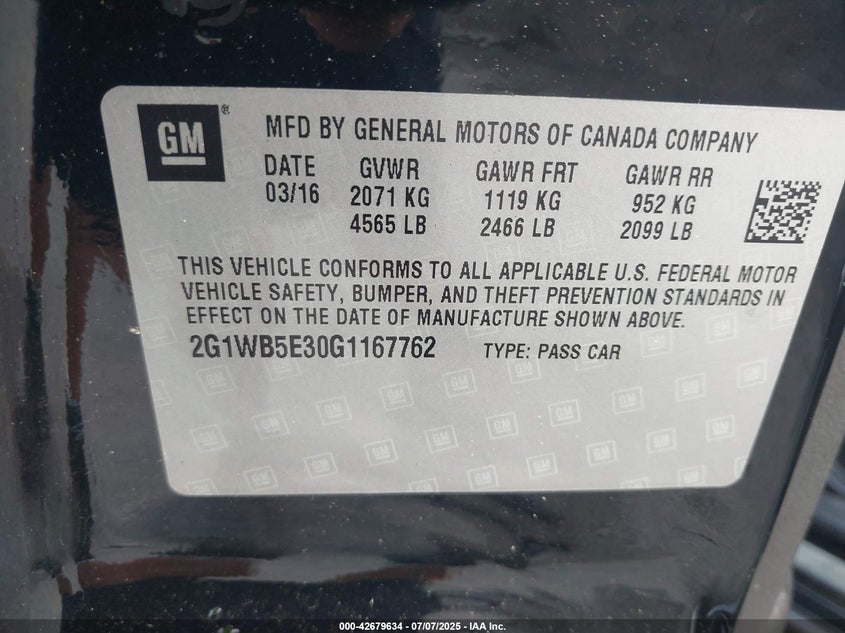 GM
®
MFD BY GENERAL MOTORS OF CANADA COMPANY
DATE GVWR GAWR FRT GAWR RR
03/16 2071 KG 1119 KG 952 KG
4565 LB 2466 LB 2099 LB
THIS VEHICLE CONFORMS TO ALL APPLICABLE U.S. FEDERAL MOTOR
VEHICLE SAFETY, BUMPER, AND THEFT PREVENTION STANDARDS IN
EFFECT ON THE DATE OF MANUFACTURE SHOWN ABOVE.
2G1WB5E30G1167762 TYPE: PASS CAR
000-42679634 - 07/07/2025 - IAA Inc.